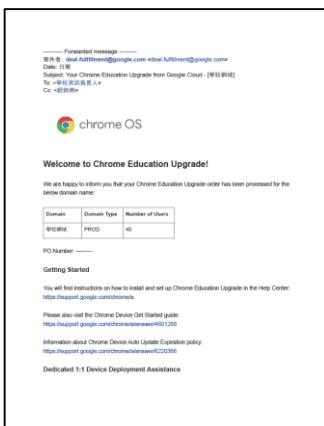 ---------- Forwarded message ----------
寄件者: deal-fulfillment@google.com <deal-fulfillment@google.com>
Date: 日期
Subject: Your Chrome Education Upgrade from Google Cloud - [學校網域]
To: <學校資訊負責人>
Cc: <經銷商>
chrome OS
Welcome to Chrome Education Upgrade!
We are happy to inform you that your Chrome Education Upgrade order has been processed for the
below domain name:
Domain Domain Type Number of Users
學校網域 PROD 40
PO Number: ---------
Getting Started
You will find instructions on how to install and set up Chrome Education Upgrade in the Help Center:
https://support.google.com/chrome/a
Please also visit the Chrome Device Get Started guide:
https://support.google.com/chrome/a/answer/4601288
Information about Chrome Device Auto Update Expiration policy:
https://support.google.com/chrome/a/answer/6220366
Dedicated 1:1 Device Deployment Assistance